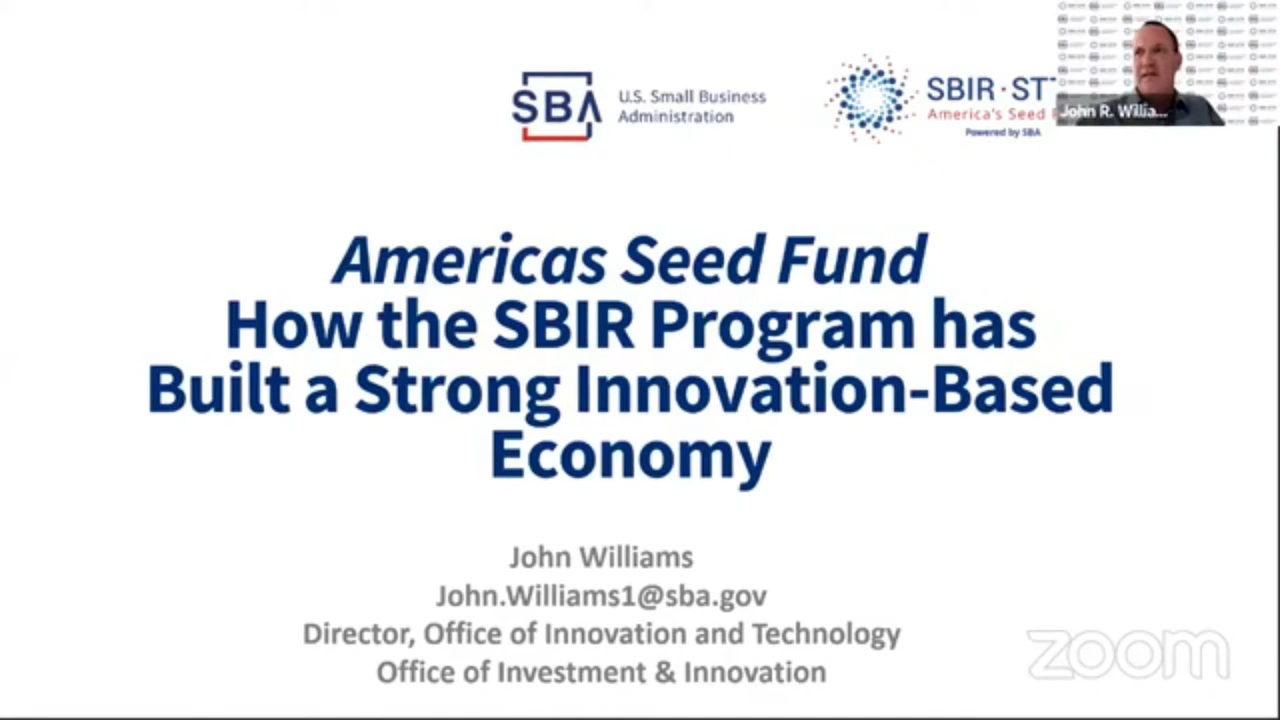 SBA
U.S. Small Business
Administration
SBIR·ST
America's Seed
Powered by SBA
John R. Willia...
Americas Seed Fund
How the SBIR Program has
Built a Strong Innovation-Based
Economy
John Williams
John.Williams1@sba.gov
Director, Office of Innovation and Technology
Office of Investment & Innovation
zoom